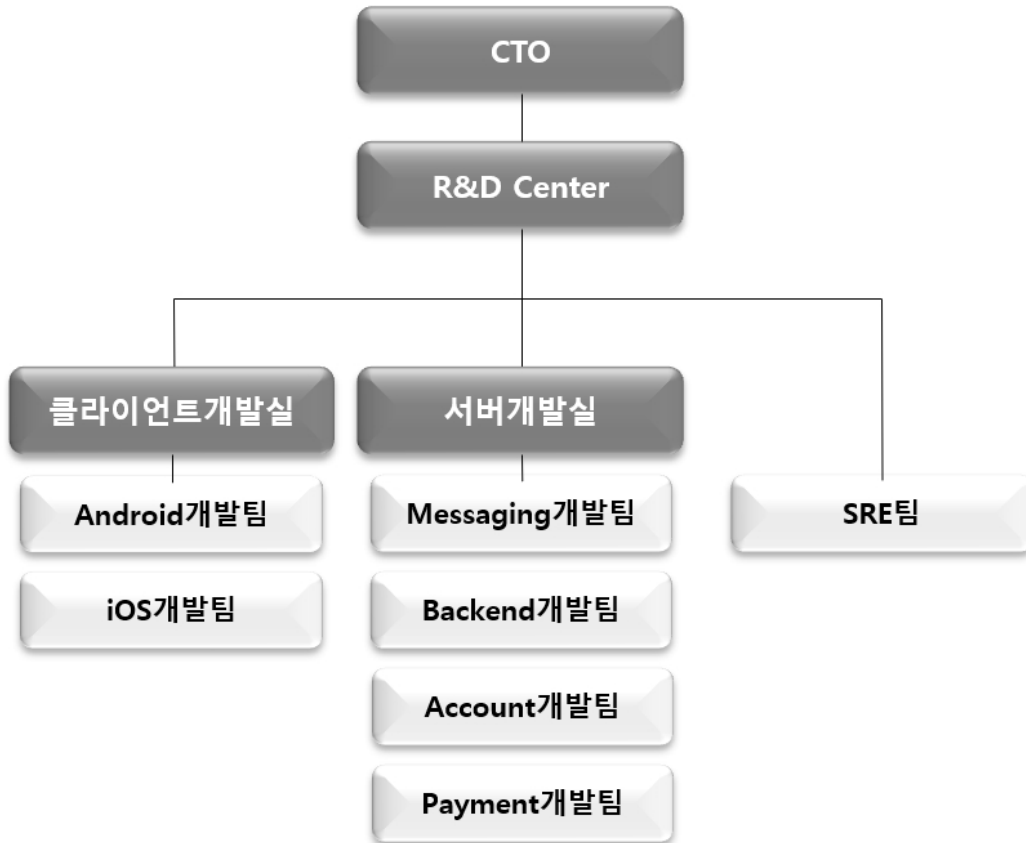 CTO
R&D Center
클라이언트개발실
서버개발실
Android개발팀
Messaging개발팀
SRE팀
iOS개발팀
Backend개발팀
Account개발팀
Payment개발팀